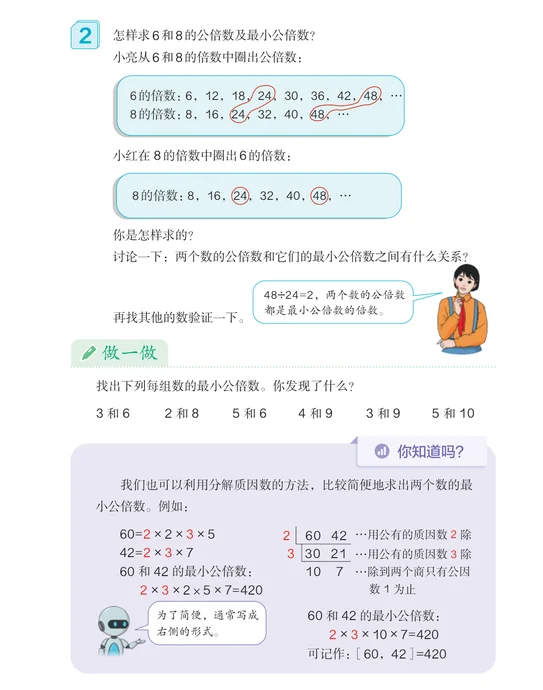 2 怎样求6和8的公倍数及最小公倍数?
小亮从6和8的倍数中圈出公倍数:
6的倍数: 6, 12, 18, 24, 30, 36, 42, 48, …
8的倍数: 8, 16, 24, 32, 40, 48, …
小红在8的倍数中圈出6的倍数:
8的倍数: 8, 16, 24, 32, 40, 48, …
你是怎样求的?
讨论一下: 两个数的公倍数和它们的最小公倍数之间有什么关系?
48÷24=2, 两个数的公倍数
都是最小公倍数的倍数。
再找其他的数验证一下。
做一做
找出下列每组数的最小公倍数。你发现了什么?
3和6 2和8 5和6 4和9 3和9 5和10
你知道吗?
我们也可以利用分解质因数的方法, 比较简便地求出两个数的最
小公倍数。例如:
60=2×2×3×5
42=2×3×7
60和42的最小公倍数:
2×3×2×5×7=420
为了简便, 通常写成
右侧的形式。
2 60 42 …用公有的质因数2除
3 30 21 …用公有的质因数3除
10 7 …除到两个商只有公因
数1为止
60和42的最小公倍数:
2×3×10×7=420
可记作: [60, 42]=420